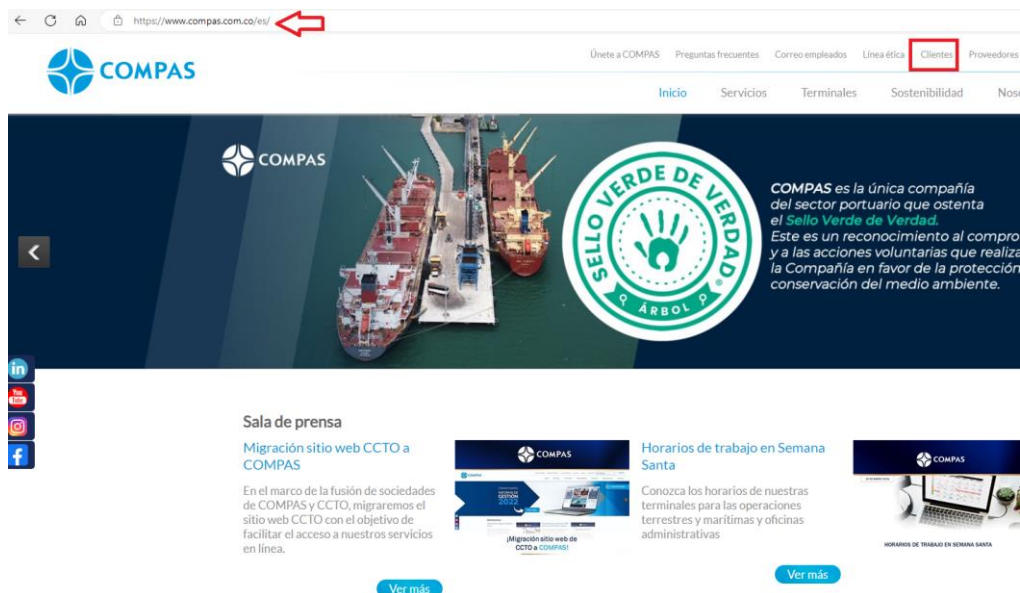 https://www.compas.com.co/es/
COMPAS
Únete a COMPAS Preguntas frecuentes Correo empleados Línea ética Clientes Proveedores
Inicio Servicios Terminales Sostenibilidad Noso
COMPAS
SELLO VERDE DE VERDAD
ÁRBOL
COMPAS es la única compañía
del sector portuario que ostenta
el Sello Verde de Verdad.
Este es un reconocimiento al compro
y a las acciones voluntarias que realiza
la Compañía en favor de la protección
conservación del medio ambiente.
in
You
Tube
f
Sala de prensa
Migración sitio web CCTO a
COMPAS
En el marco de la fusión de sociedades
de COMPAS y CCTO, migraremos el
sitio web CCTO con el objetivo de
facilitar el acceso a nuestros servicios
en línea.
Ver más
COMPAS
GESTIÓN
2022
¡Migración sitio web de
CCTO a COMPAS!
Horarios de trabajo en Semana
Santa
Conozca los horarios de nuestras
terminales para las operaciones
terrestres y marítimas y oficinas
administrativas
Ver más
COMPAS
HORARIOS DE TRABAJO EN SEMANA SANTA